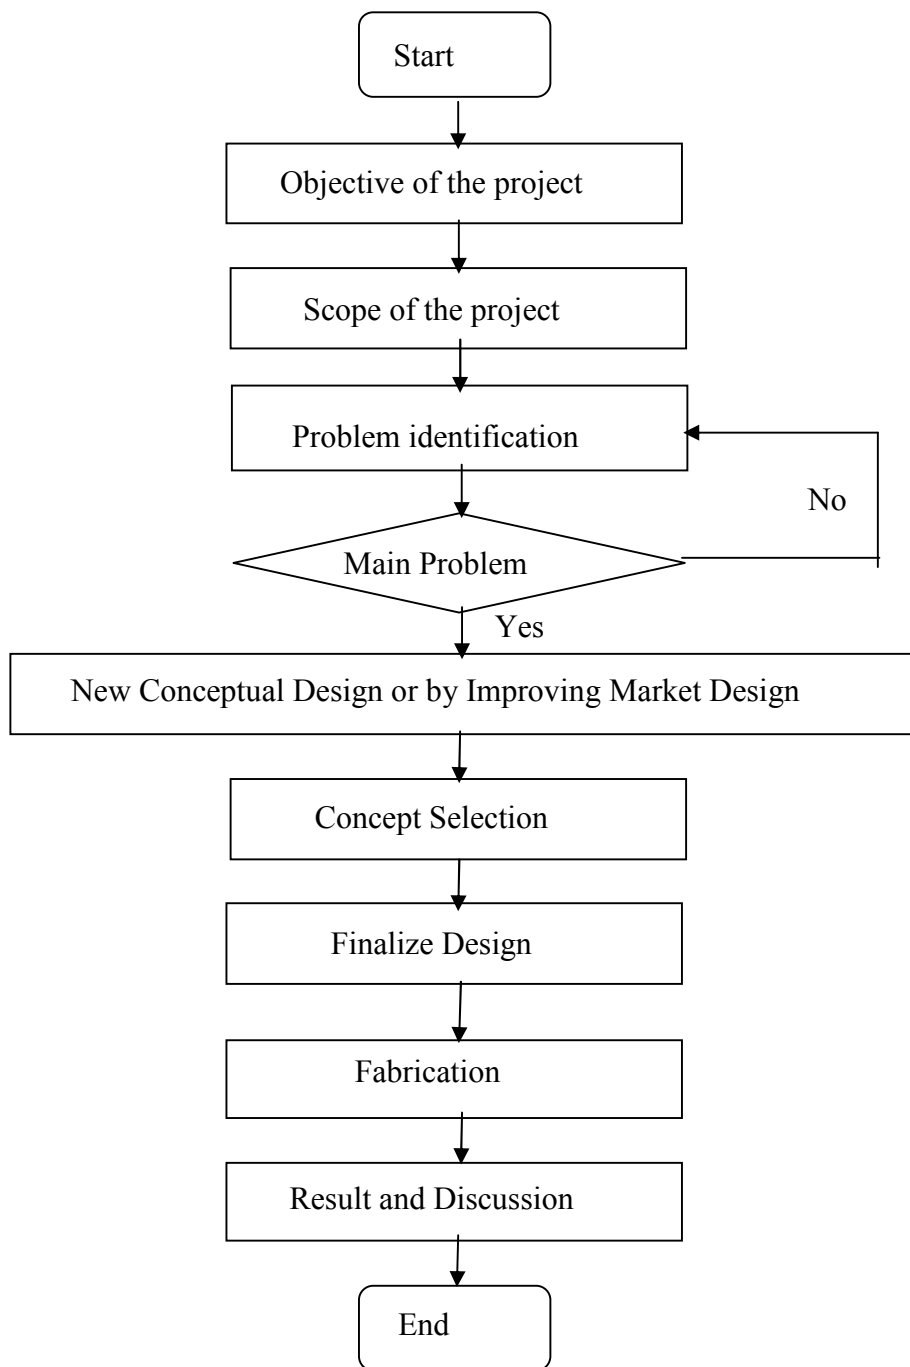 Start
Objective of the project
Scope of the project
Problem identification
No
Main Problem
Yes
New Conceptual Design or by Improving Market Design
Concept Selection
Finalize Design
Fabrication
Result and Discussion
End